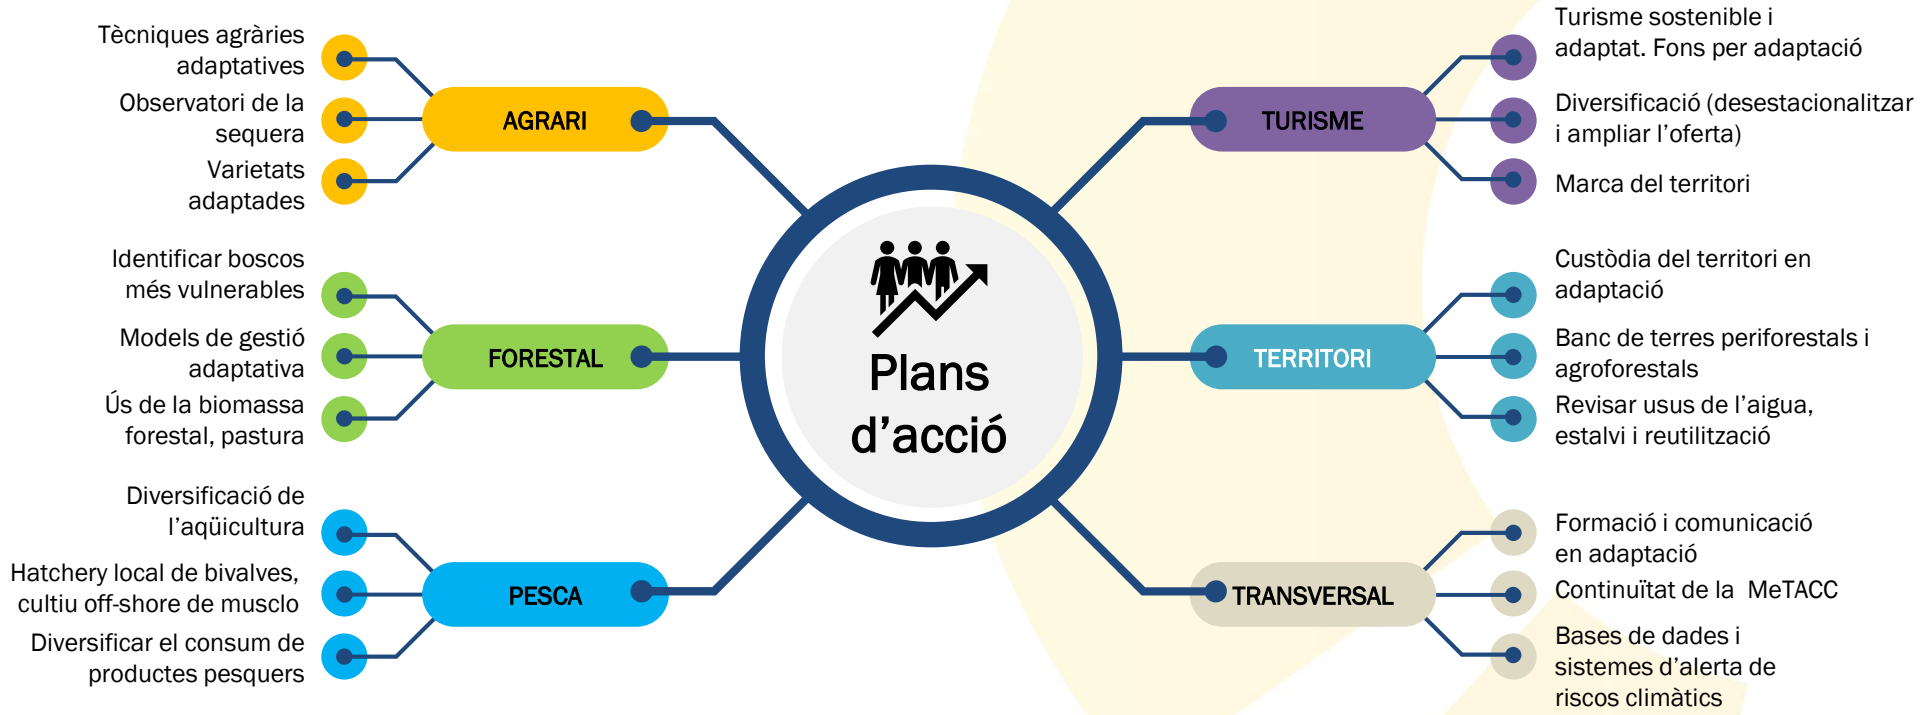 Tècniques agràries
adaptatives
Observatori de la
sequera
Varietats
adaptades
AGRARI
Identificar boscos
més vulnerables
Models de gestió
adaptativa
Ús de la biomassa
forestal, pastura
FORESTAL
Diversificació de
l’aqüicultura
Hatchery local de bivalves,
cultiu off-shore de musclo
Diversificar el consum de
productes pesquers
PESCA
Plans
d’acció
TURISME
Turisme sostenible i
adaptat. Fons per adaptació
Diversificació (desestacionalitzar
i ampliar l’oferta)
Marca del territori
TERRITORI
Custòdia del territori en
adaptació
Banc de terres periforestals i
agroforestals
Revisar usus de l’aigua,
estalvi i reutilització
TRANSVERSAL
Formació i comunicació
en adaptació
Continuïtat de la  MeTACC
Bases de dades i
sistemes d’alerta de
riscos climàtics